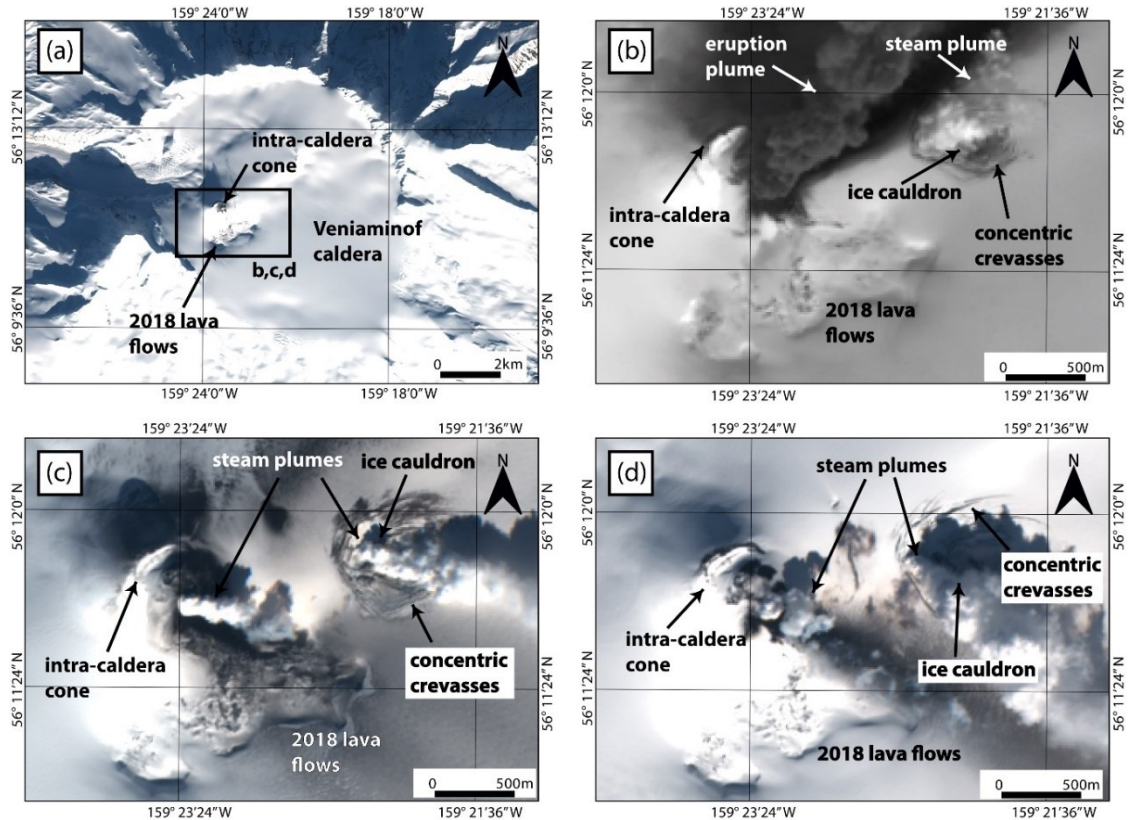 159° 24'0"W
159° 18'0"W
(a)
N
56° 13'12" N
56° 13'12" N
intra-caldera
cone
Veniaminof
caldera
b,c,d
2018 lava
flows
56° 9'36" N
56° 9'36" N
0
2km
159° 24'0"W
159° 18'0"W
159° 23'24"W
159° 21'36"W
(b)
eruption
plume
steam plume
N
56° 12'0" N
56° 12'0" N
ice cauldron
intra-caldera
cone
concentric
crevasses
56° 11'24" N
56° 11'24" N
2018 lava
flows
0
500m
159° 23'24"W
159° 21'36"W
159° 23'24"W
159° 21'36"W
(c)
steam plumes
ice cauldron
N
56° 12'0" N
56° 12'0" N
intra-caldera
cone
concentric
crevasses
56° 11'24" N
56° 11'24" N
2018 lava
flows
0
500m
159° 23'24"W
159° 21'36"W
159° 23'24"W
159° 21'36"W
(d)
steam plumes
N
56° 12'0" N
56° 12'0" N
concentric
crevasses
intra-caldera
cone
ice cauldron
56° 11'24" N
56° 11'24" N
2018 lava flows
0
500m
159° 23'24"W
159° 21'36"W